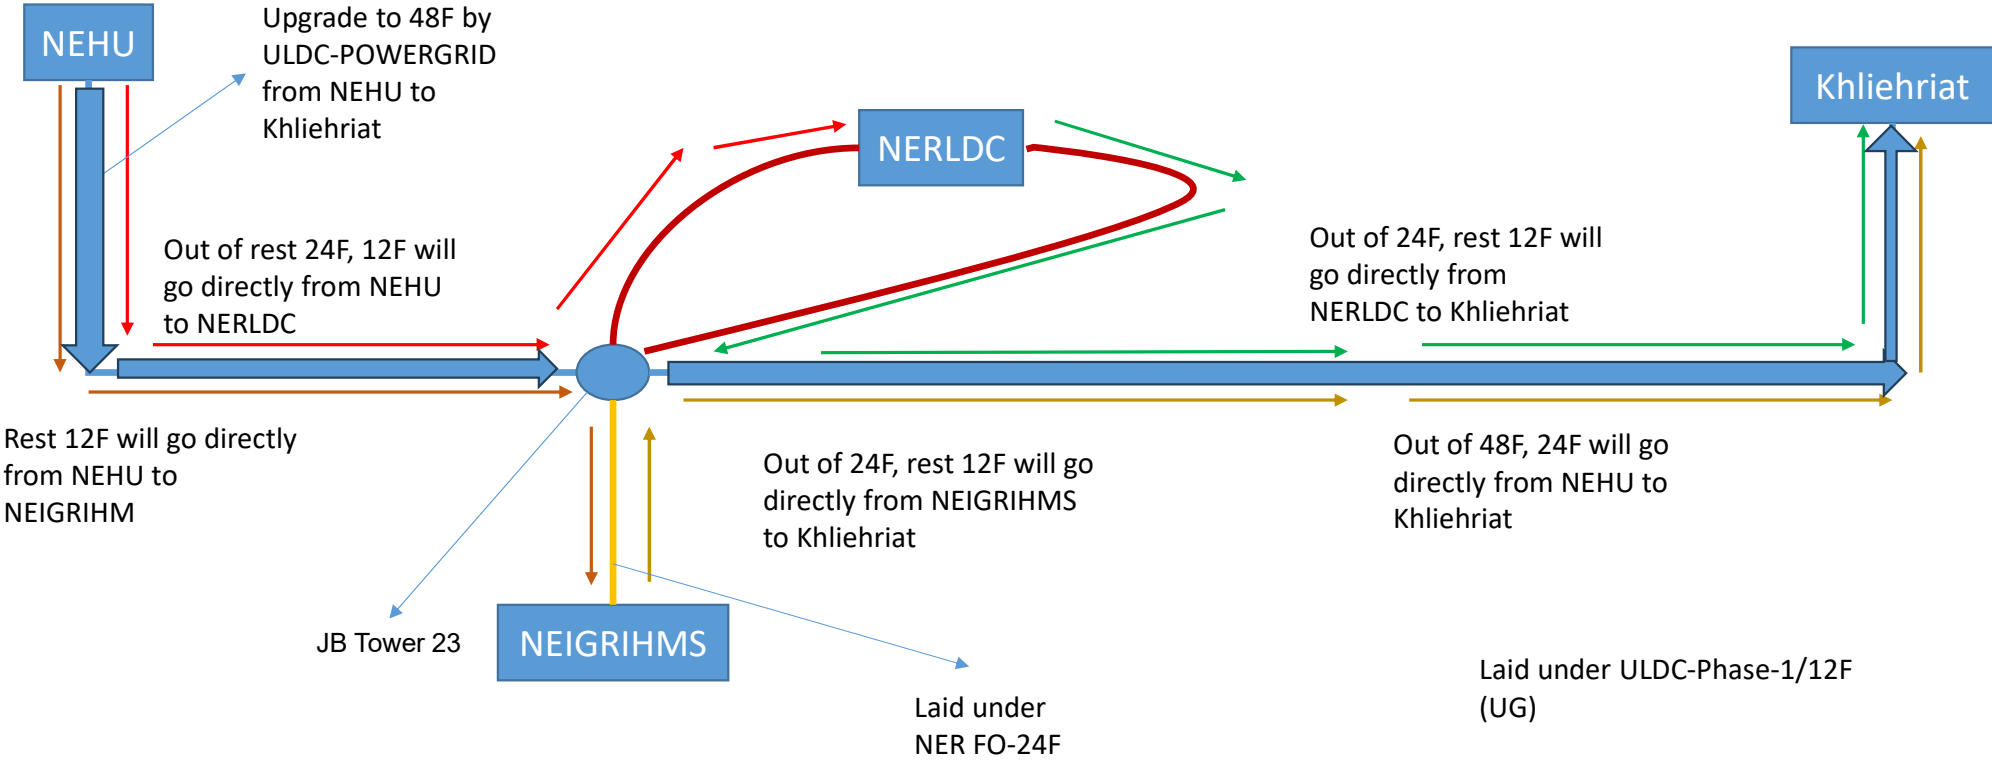 NEHU
Upgrade to 48F by
ULDC-POWERGRID
from NEHU to
Khliehriat
NERLDC
Khliehriat
Out of rest 24F, 12F will
go directly from NEHU
to NERLDC
Out of 24F, rest 12F will
go directly from
NERLDC to Khliehriat
Rest 12F will go directly
from NEHU to
NEIGRIHM
Out of 24F, rest 12F will go
directly from NEIGRIHMS
to Khliehriat
Out of 48F, 24F will go
directly from NEHU to
Khliehriat
JB Tower 23
NEIGRIHMS
Laid under
NER FO-24F
Laid under ULDC-Phase-1/12F
(UG)